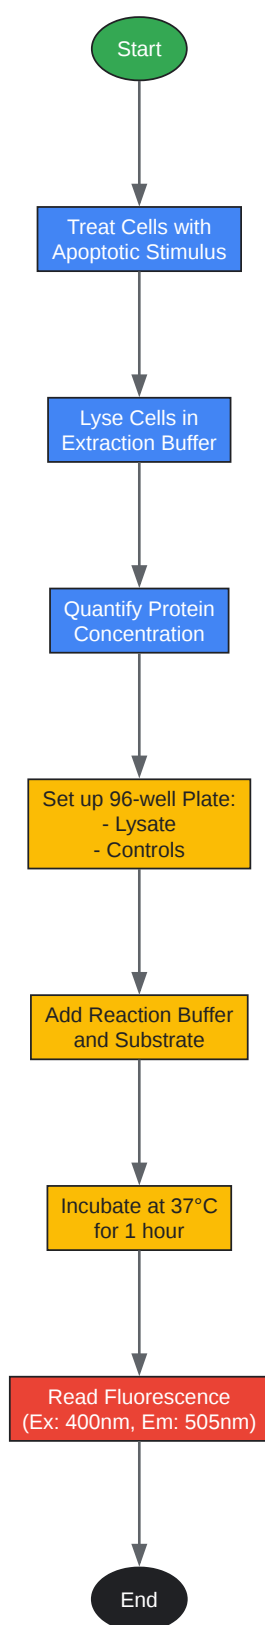 Start
Treat Cells with
Apoptotic Stimulus
Lyse Cells in
Extraction Buffer
Quantify Protein
Concentration
Set up 96-well Plate:
- Lysate
- Controls
Add Reaction Buffer
and Substrate
Incubate at 37°C
for 1 hour
Read Fluorescence
(Ex: 400nm, Em: 505nm)
End